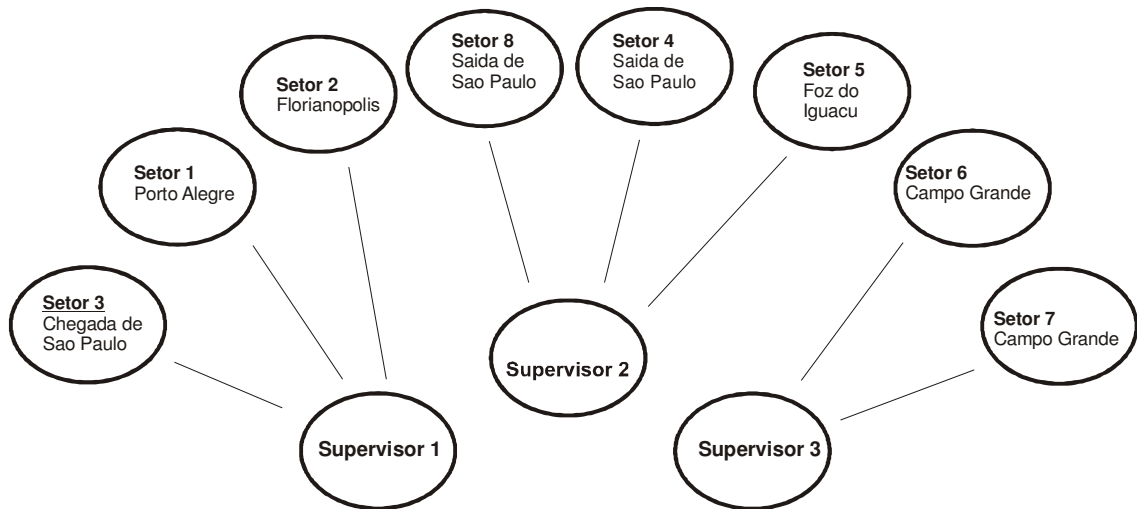 Setor 8
Saida de
Sao Paulo
Setor 4
Saida de
Sao Paulo
Setor 2
Florianopolis
Setor 5
Foz do
Iguacu
Setor 1
Porto Alegre
Setor 6
Campo Grande
Setor 3
Chegada de
Sao Paulo
Setor 7
Campo Grande
Supervisor 2
Supervisor 1
Supervisor 3